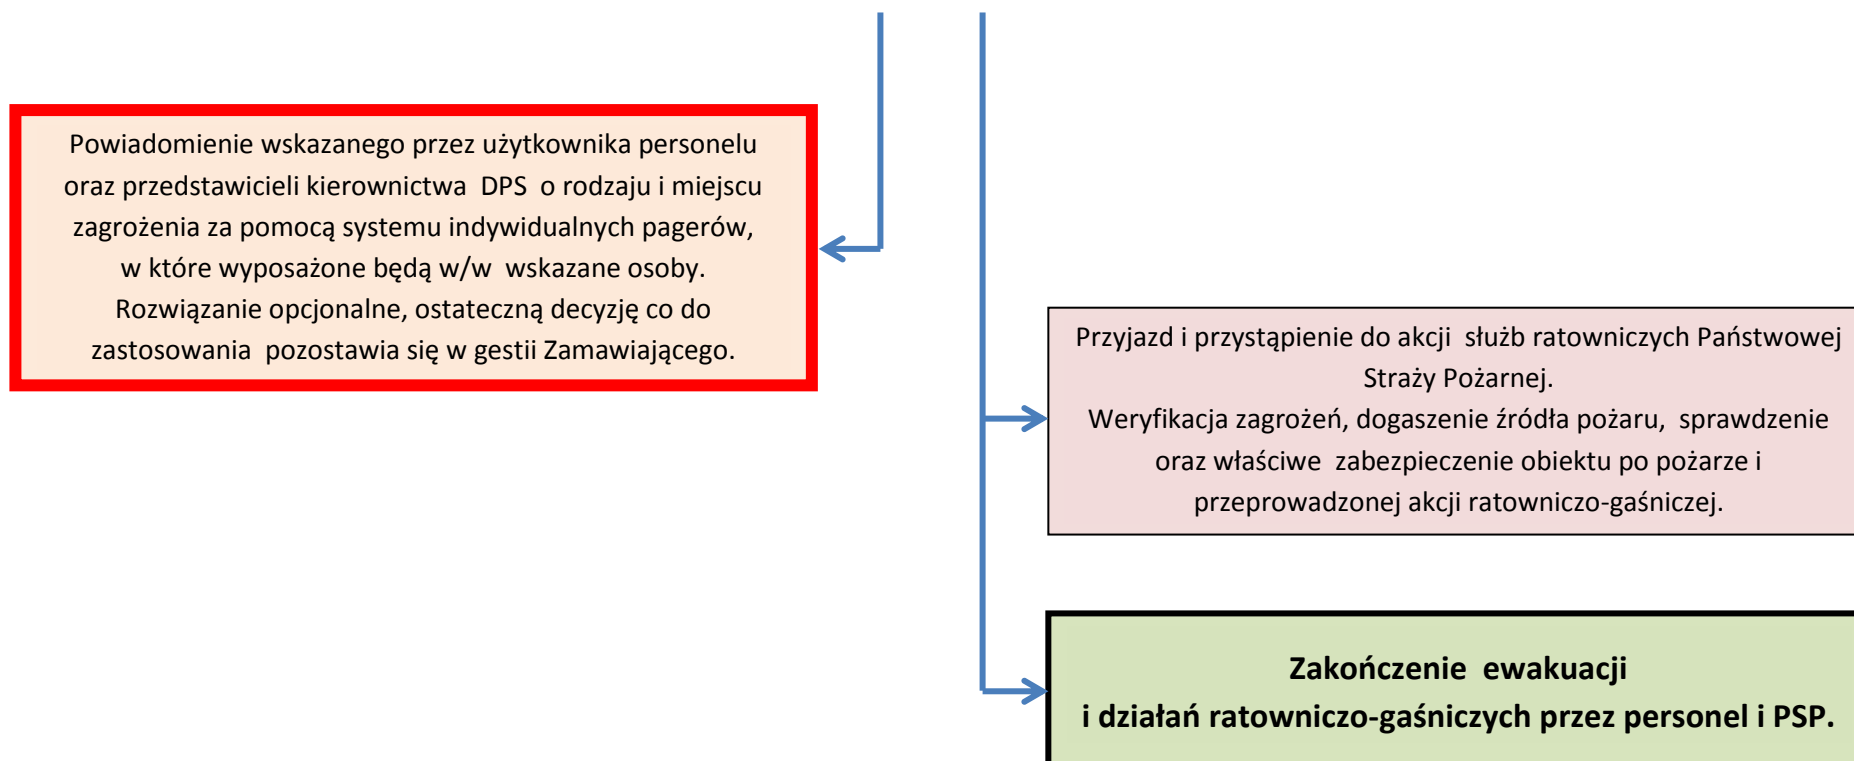 Powiadomienie wskazanego przez użytkownika personelu
oraz przedstawicieli kierownictwa DPS o rodzaju i miejscu
zagrożenia za pomocą systemu indywidualnych pagerów,
w które wyposażone będą w/w wskazane osoby.
Rozwiązanie opcjonalne, ostateczną decyzję co do
zastosowania pozostawia się w gestii Zamawiającego.
Przyjazd i przystąpienie do akcji służb ratowniczych Państwowej
Straży Pożarnej.
Weryfikacja zagrożeń, dogaszenie źródła pożaru, sprawdzenie
oraz właściwe zabezpieczenie obiektu po pożarze i
przeprowadzonej akcji ratowniczo-gaśniczej.
Zakończenie ewakuacji
i działań ratowniczo-gaśniczych przez personel i PSP.